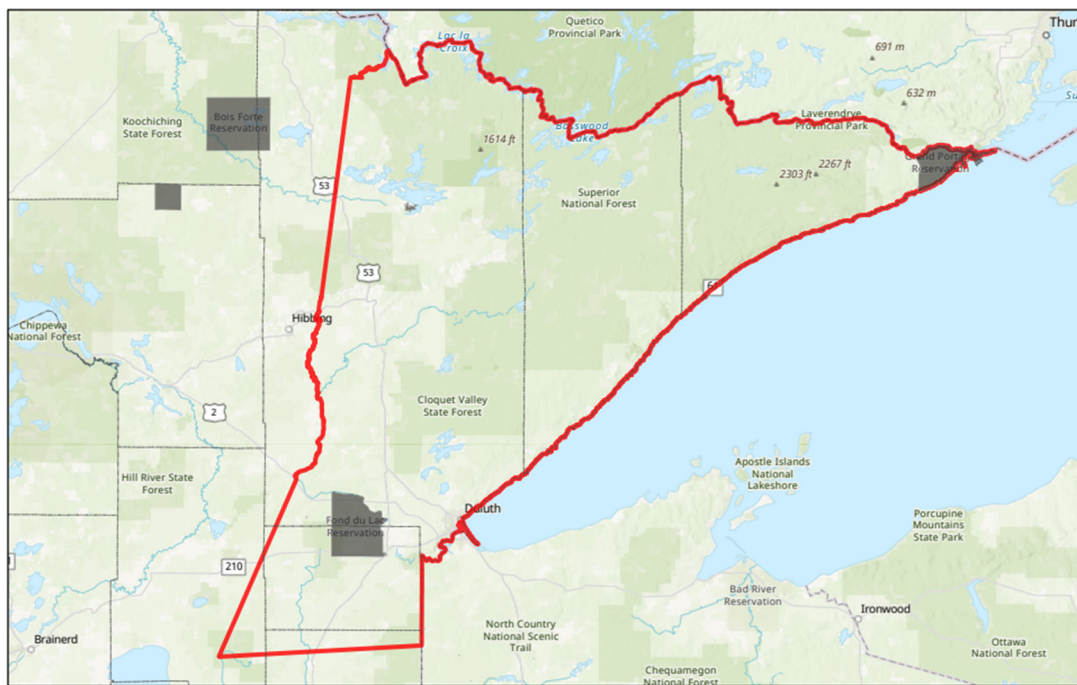 Quetico
Provincial Park
Thun
Lac la
Croix
691 m
632 m
Koochiching
State Forest
Bois Forte
Reservation
1614 ft
Basswood
Lake
Laverendrye
Provincial Park
Grand Portage
Reservation
53
2267 ft
2303 ft
Superior
National Forest
53
61
Hibbing
Chippewa
National Forest
Cloquet Valley
State Forest
2
Hill River State
Forest
Apostle Islands
National
Lakeshore
Duluth
Fond du Lac
Reservation
Porcupine
Mountains
State Park
210
Bad River
Reservation
Ironwood
Brainerd
North Country
National Scenic
Trail
Ottawa
National Forest
Chequamegon
National Forest